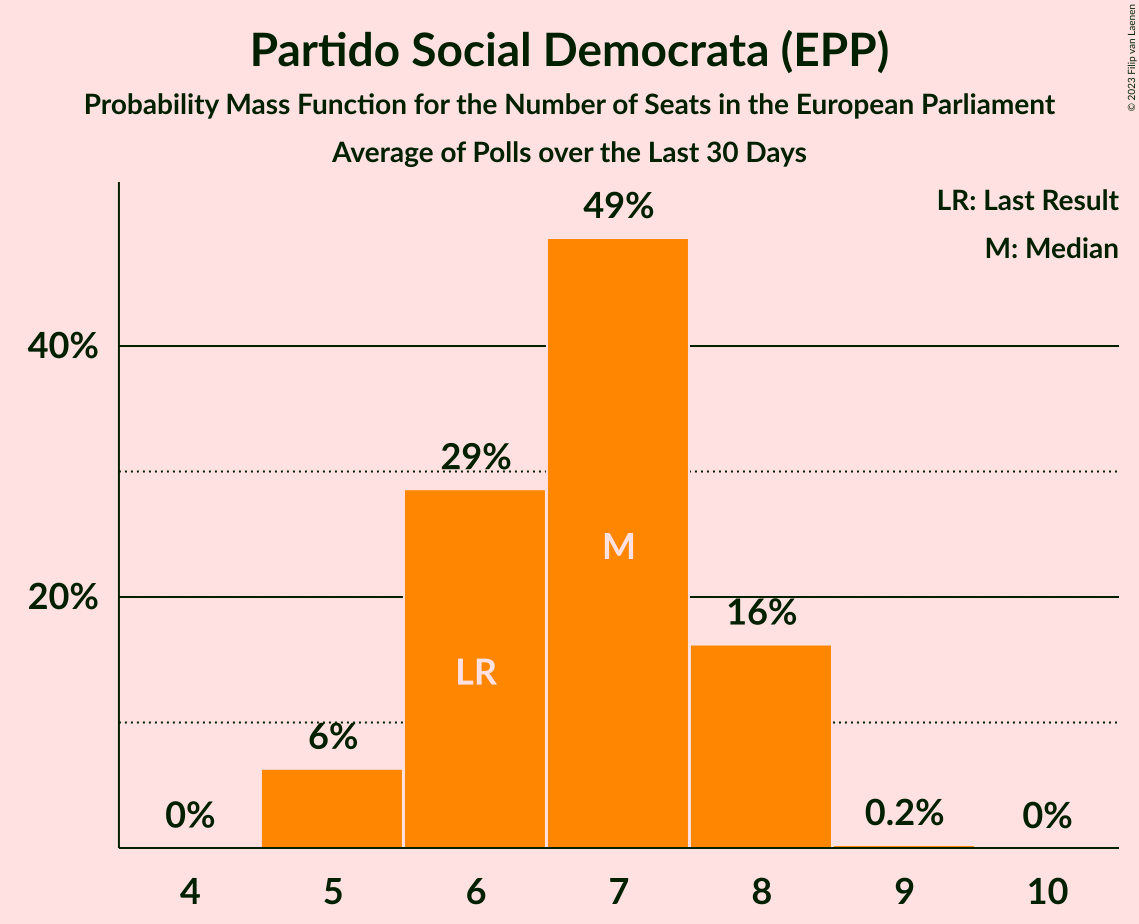 Partido Social Democrata (EPP)
Probability Mass Function for the Number of Seats in the European Parliament
Average of Polls over the Last 30 Days
© 2023 Filip van Laenen
LR: Last Result
M: Median
49%
40%
29%
M
20%
16%
LR
6%
0%
0.2%
0%
4 5 6 7 8 9 10